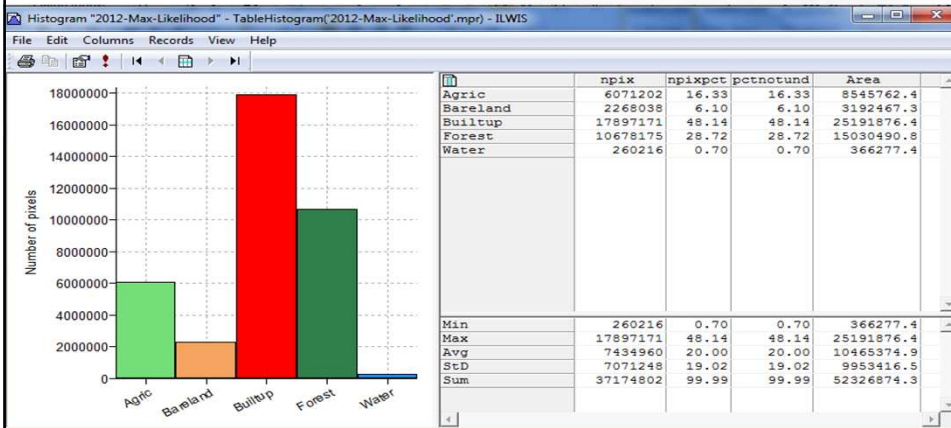 Histogram "2012-Max-Likelihood" - TableHistogram('2012-Max-Likelihood'.mpr) - ILWIS
File Edit Columns Records View Help
Number of pixels
18000000
16000000
14000000
12000000
10000000
8000000
6000000
4000000
2000000
0
Agric Bareland Builtup Forest Water
npix npixpct pctnotund Area
Agric 6071202 16.33 16.33 8545762.4
Bareland 2268038 6.10 6.10 3192467.3
Builtup 17897171 48.14 48.14 25191876.4
Forest 10678175 28.72 28.72 15030490.8
Water 260216 0.70 0.70 366277.4
Min 260216 0.70 0.70 366277.4
Max 17897171 48.14 48.14 25191876.4
Avg 7434960 20.00 20.00 10465374.9
StD 7071248 19.02 19.02 9953416.5
Sum 37174802 99.99 99.99 52326874.3